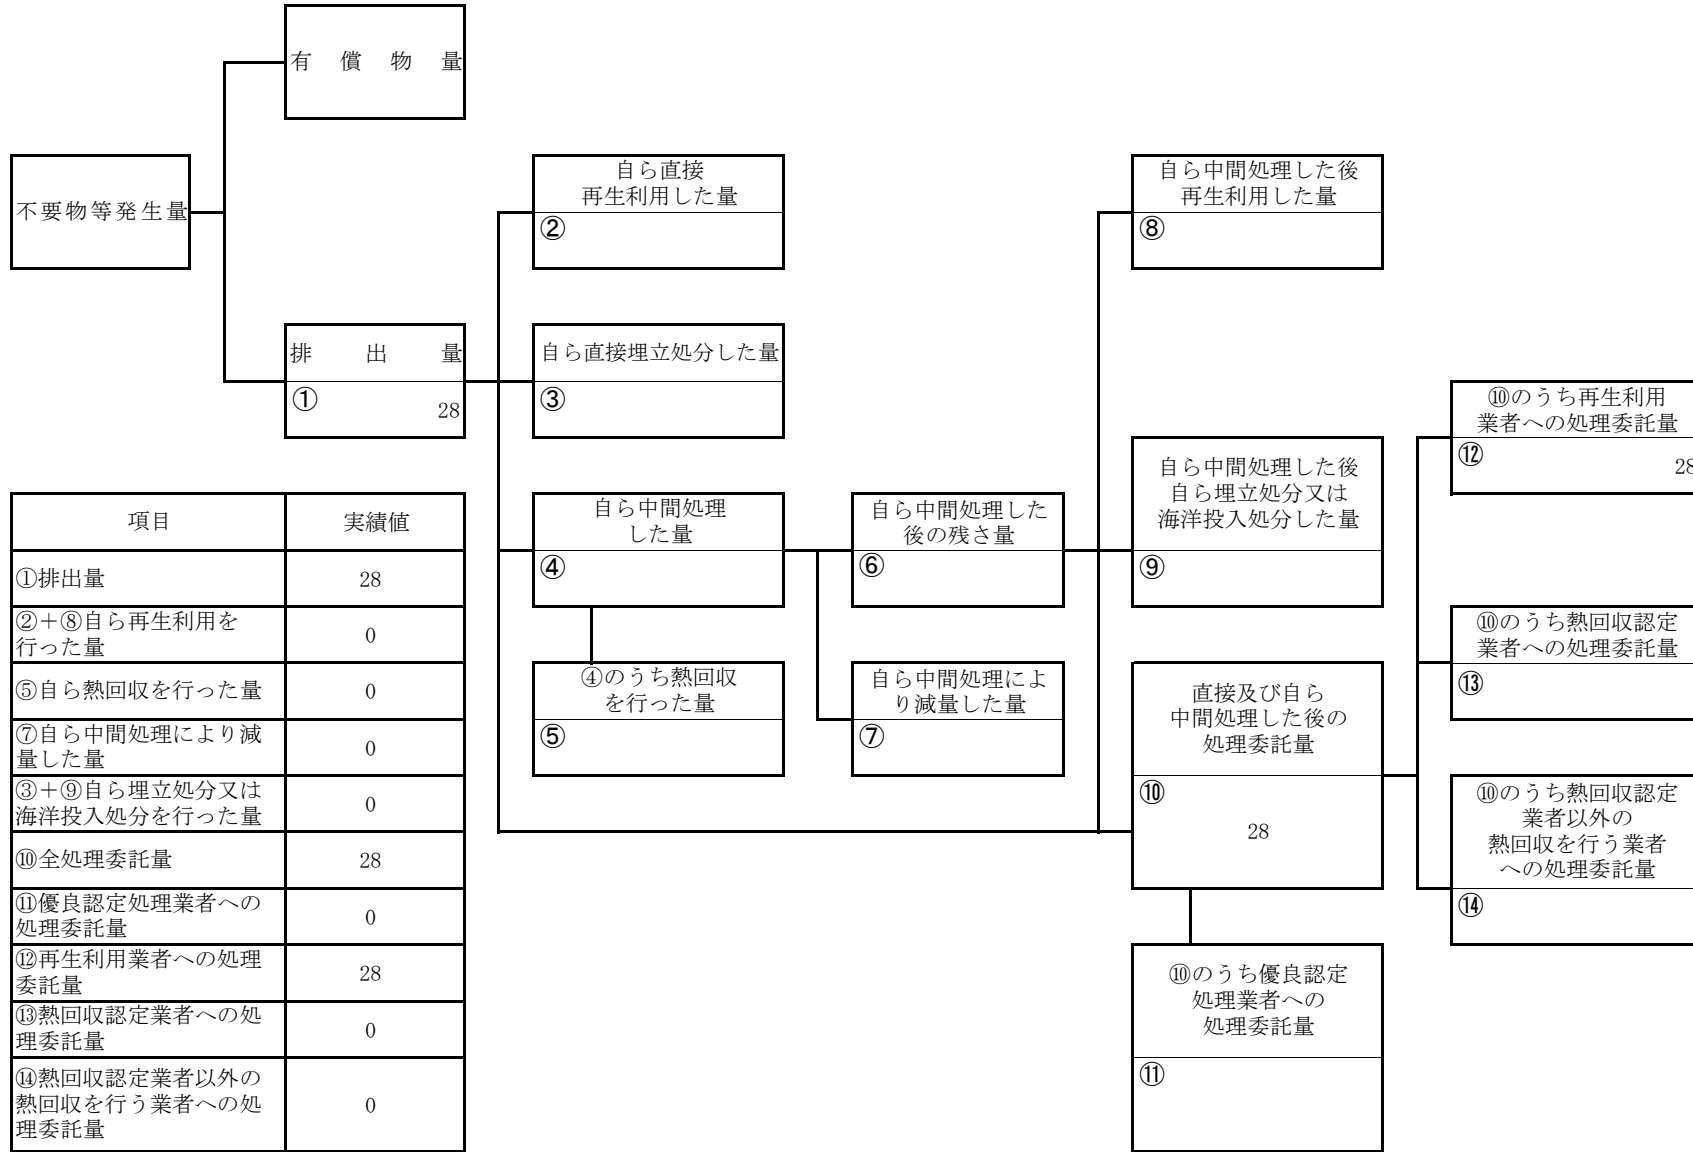 有償物量
不要物等発生量
自ら直接
再生利用した量
②
自ら中間処理した後
再生利用した量
⑧
排出量
①
28
自ら直接埋立処分した量
③
⑩のうち再生利用
業者への処理委託量
⑫
28
自ら中間処理
した量
④
自ら中間処理した
後の残さ量
⑥
自ら中間処理した後
自ら埋立処分又は
海洋投入処分した量
⑨
④のうち熱回収
を行った量
⑤
自ら中間処理によ
り減量した量
⑦
直接及び自ら
中間処理した後の
処理委託量
⑩
28
⑩のうち熱回収認定
業者への処理委託量
⑬
⑩のうち熱回収認定
業者以外の
熱回収を行う業者
への処理委託量
⑭
⑩のうち優良認定
処理業者への
処理委託量
⑪
項目 実績値
①排出量 28
②＋⑧自ら再生利用を
行った量 0
⑤自ら熱回収を行った量 0
⑦自ら中間処理により減
量した量 0
③＋⑨自ら埋立処分又は
海洋投入処分を行った量 0
⑩全処理委託量 28
⑪優良認定処理業者への
処理委託量 0
⑫再生利用業者への処理
委託量 28
⑬熱回収認定業者への処
理委託量 0
⑭熱回収認定業者以外の
熱回収を行う業者への処
理委託量 0